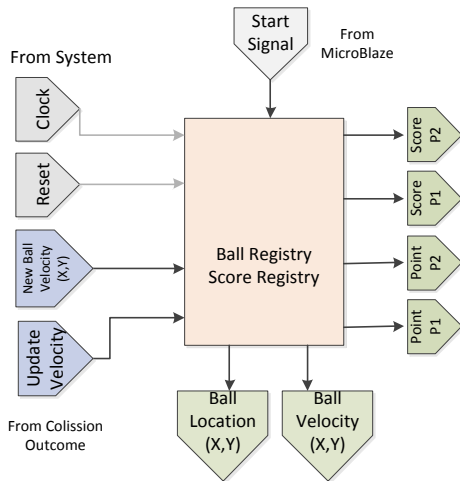 Start
Signal
From
MicroBlaze
From System
Clock
Reset
New Ball
Velocity
(X,Y)
Update
Velocity
From Colission
Outcome
Ball Registry
Score Registry
Score
P2
Score
P1
Point
P2
Point
P1
Ball
Location
(X,Y)
Ball
Velocity
(X,Y)